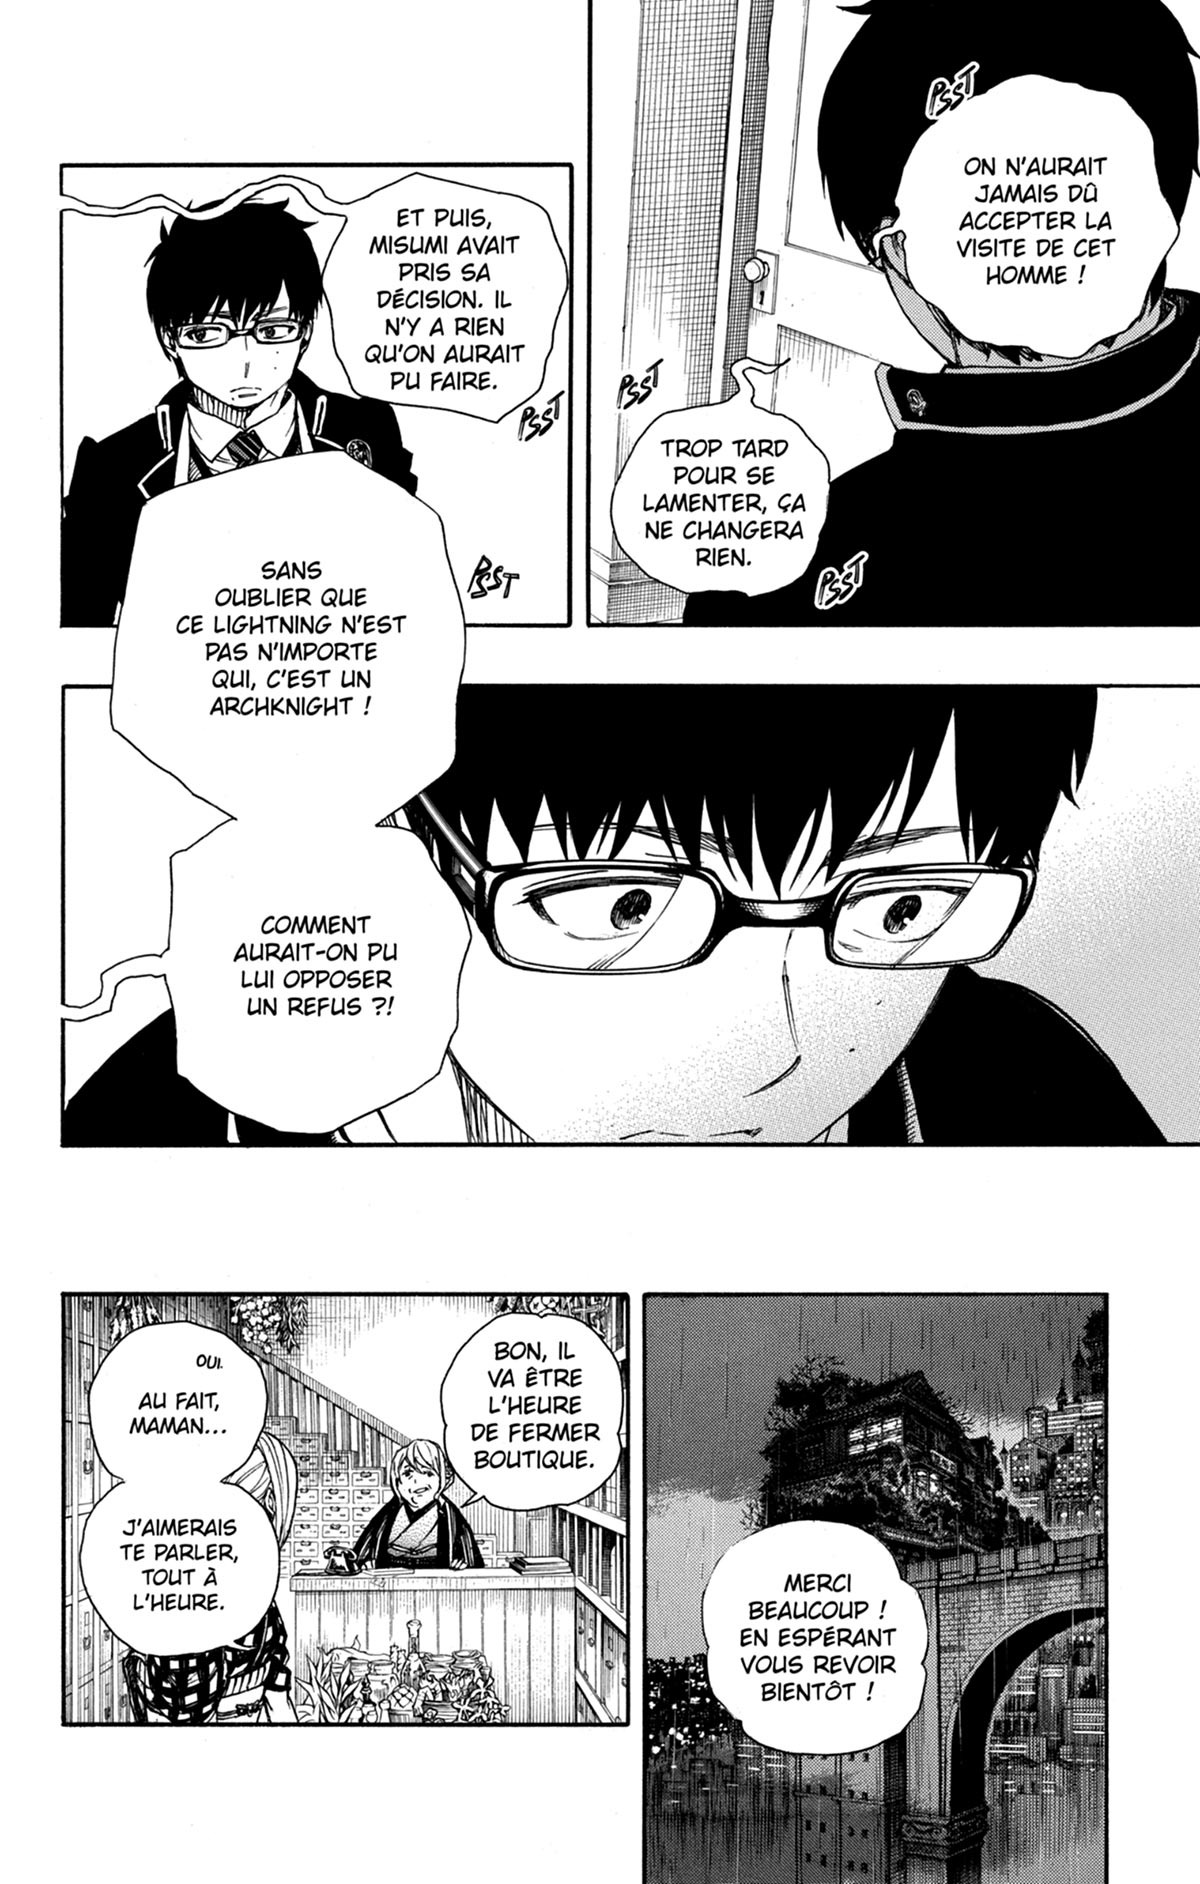 PSST
ON N'AURAIT
JAMAIS DÛ
ACCEPTER LA
VISITE DE CET
HOMME !
PSST
TROP TARD
POUR SE
LAMENTER, ÇA
NE CHANGERA
RIEN.
PSST
ET PUIS,
MISUMI AVAIT
PRIS SA
DÉCISION. IL
N'Y A RIEN
QU'ON AURAIT
PU FAIRE.
PSST
PSST
SANS
OUBLIER QUE
CE LIGHTNING N'EST
PAS N'IMPORTE
QUI, C'EST UN
ARCHKNIGHT !
COMMENT
AURAIT-ON PU
LUI OPPOSER
UN REFUS ?!
MERCI
BEAUCOUP !
EN ESPÉRANT
VOUS REVOIR
BIENTÔT !
BON, IL
VA ÊTRE
L'HEURE
DE FERMER
BOUTIQUE.
OUI.
AU FAIT,
MAMAN...
J'AIMERAIS
TE PARLER,
TOUT À
L'HEURE.